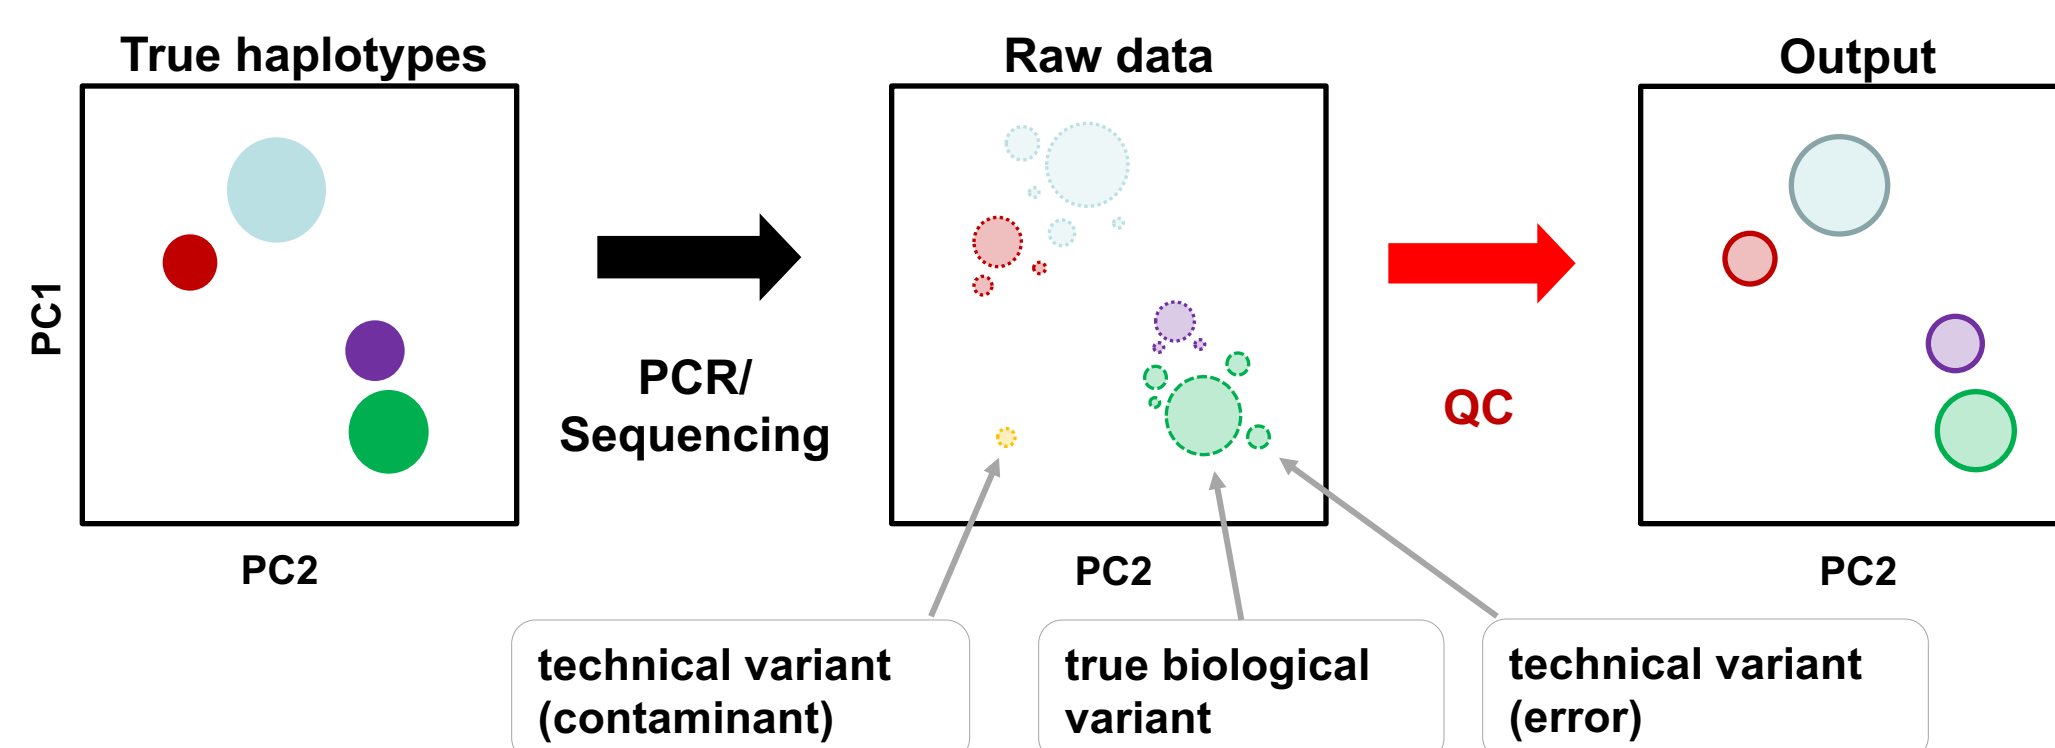 True haplotypes
Raw data
Output
PC1
PCR/
Sequencing
QC
PC2
PC2
PC2
technical variant
(contaminant)
true biological
variant
technical variant
(error)